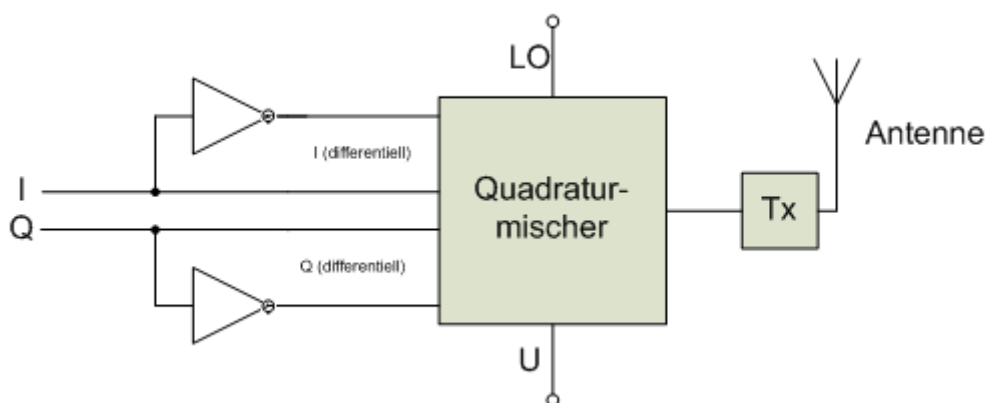 LO
I (differentiell)
Antenne
I
Q
Quadratur-
mischer
Tx
Q (differentiell)
U